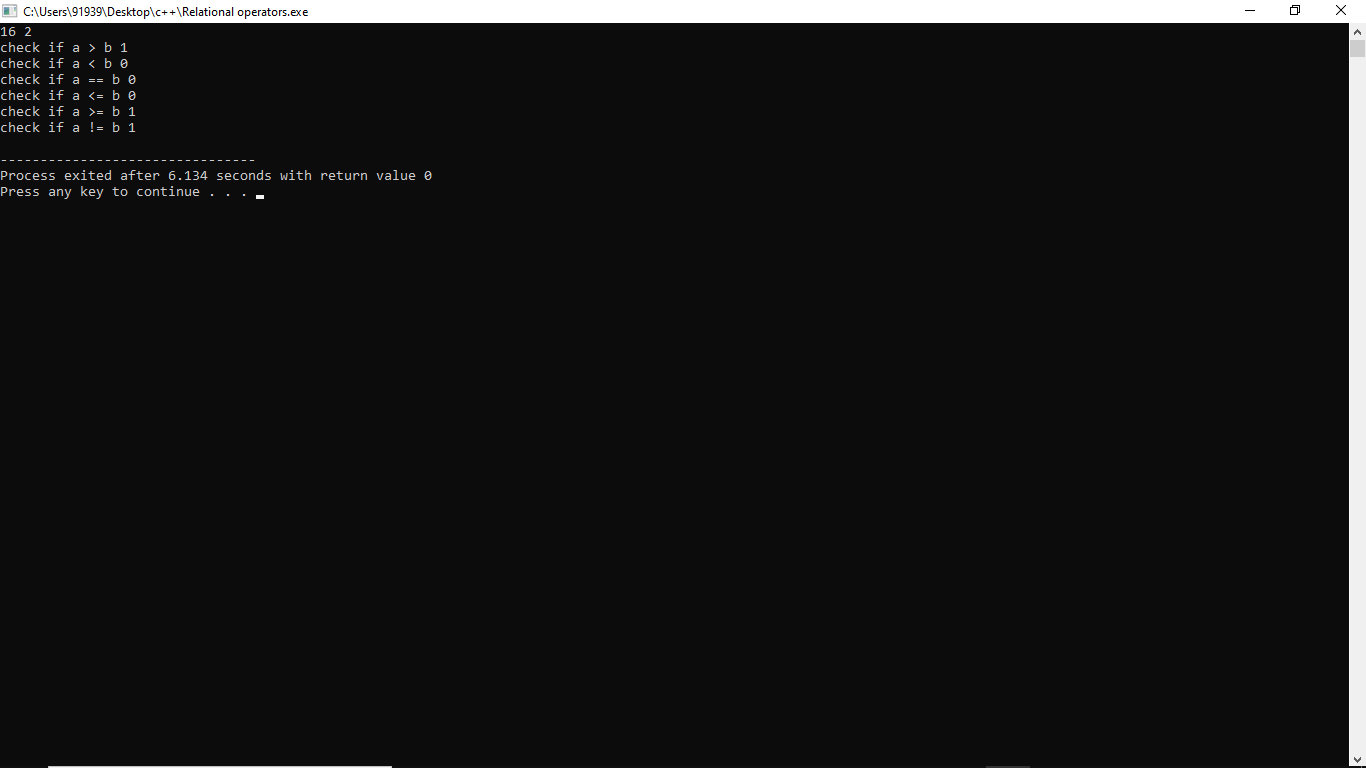 C:\Users\91939\Desktop\c++\Relational operators.exe
16 2
check if a > b 1
check if a < b 0
check if a == b 0
check if a <= b 0
check if a >= b 1
check if a != b 1
--------------------------------
Process exited after 6.134 seconds with return value 0
Press any key to continue . . .